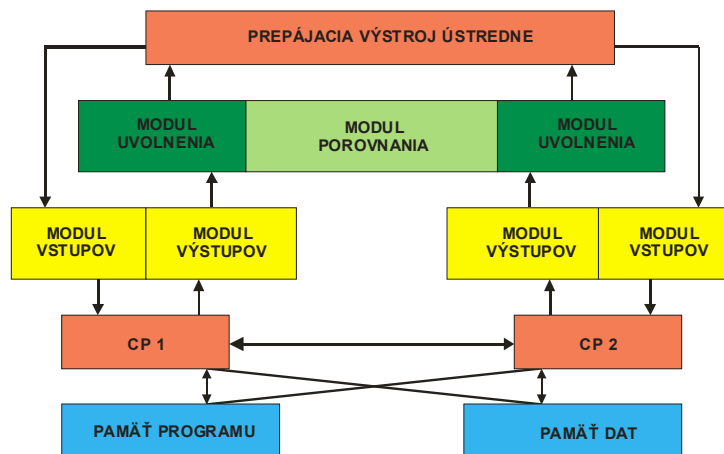 PREPÁJACIA VÝSTROJ ÚSTREDNE
MODUL
UVOLNENIA
MODUL
POROVNANIA
MODUL
UVOLNENIA
MODUL
VSTUPOV
MODUL
VÝSTUPOV
MODUL
VÝSTUPOV
MODUL
VSTUPOV
CP 1
CP 2
PAMÄŤ PROGRAMU
PAMÄŤ DAT